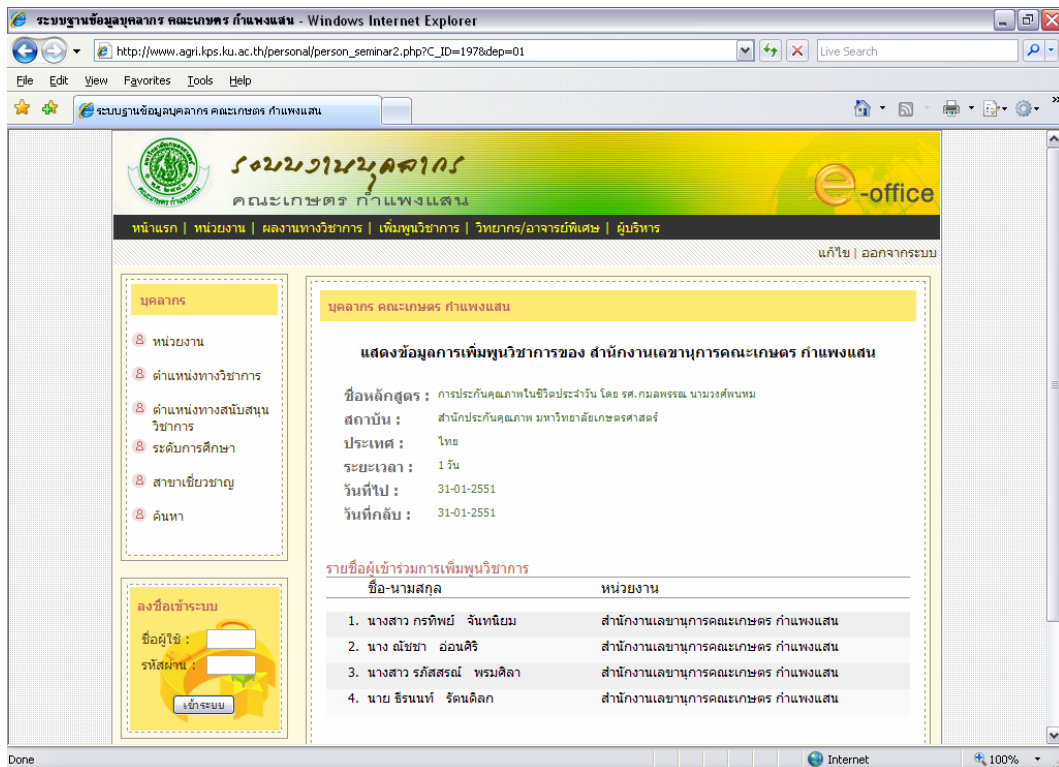 ระบบฐานข้อมูลบุคลากร คณะเกษตร กำแพงแสน - Windows Internet Explorer
http://www.agri.kps.ku.ac.th/personal/person_seminar2.php?C_ID=197&dep=01
Live Search
File Edit View Favorites Tools Help
ระบบฐานข้อมูลบุคลากร คณะเกษตร กำแพงแสน
ระบบงานบุคลากร
คณะเกษตร กำแพงแสน
e-office
หน้าแรก | หน่วยงาน | ผลงานทางวิชาการ | เพิ่มพูนวิชาการ | วิทยากร/อาจารย์พิเศษ | ผู้บริหาร
แก้ไข | ออกจากระบบ
บุคลากร
หน่วยงาน
ตำแหน่งทางวิชาการ
ตำแหน่งทางสนับสนุน
วิชาการ
ระดับการศึกษา
สาขาเชี่ยวชาญ
ค้นหา
ลงชื่อเข้าระบบ
ชื่อผู้ใช้ :
รหัสผ่าน :
เข้าระบบ
บุคลากร คณะเกษตร กำแพงแสน
แสดงข้อมูลการเพิ่มพูนวิชาการของ สำนักงานเลขานุการคณะเกษตร กำแพงแสน
ชื่อหลักสูตร : การประกันคุณภาพในชีวิตประจำวัน โดย รศ.กมลพรรณ นามวงศ์พนหม
สถาบัน : สำนักประกันคุณภาพ มหาวิทยาลัยเกษตรศาสตร์
ประเทศ : ไทย
ระยะเวลา : 1 วัน
วันที่ไป : 31-01-2551
วันที่กลับ : 31-01-2551
รายชื่อผู้เข้าร่วมการเพิ่มพูนวิชาการ
ชื่อ-นามสกุล หน่วยงาน
1. นางสาว กรทิพย์ จันทนิยม สำนักงานเลขานุการคณะเกษตร กำแพงแสน
2. นาง ณัชชา อ่อนศิริ สำนักงานเลขานุการคณะเกษตร กำแพงแสน
3. นางสาว รภัสสรณ์ พรมศิลา สำนักงานเลขานุการคณะเกษตร กำแพงแสน
4. นาย ธีรนนท์ รัตนดิลก สำนักงานเลขานุการคณะเกษตร กำแพงแสน
Done Internet 100%